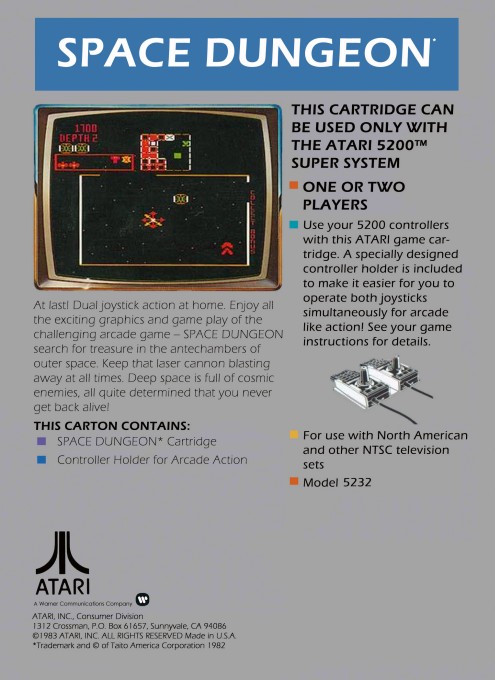 SPACE DUNGEON*
1700
DEPTH 2
THIS CARTRIDGE CAN
BE USED ONLY WITH
THE ATARI 5200™
SUPER SYSTEM
ONE OR TWO
PLAYERS
Use your 5200 controllers
with this ATARI game car-
tridge. A specially designed
controller holder is included
to make it easier for you to
operate both joysticks
simultaneously for arcade
like action! See your game
instructions for details.
For use with North American
and other NTSC television
sets
Model 5232
At last! Dual joystick action at home. Enjoy all
the exciting graphics and game play of the
challenging arcade game – SPACE DUNGEON
search for treasure in the antechambers of
outer space. Keep that laser cannon blasting
away at all times. Deep space is full of cosmic
enemies, all quite determined that you never
get back alive!
THIS CARTON CONTAINS:
SPACE DUNGEON* Cartridge
Controller Holder for Arcade Action
ATARI
A Warner Communications Company
ATARI, INC., Consumer Division
1312 Crossman, P.O. Box 61657, Sunnyvale, CA 94086
©1983 ATARI, INC. ALL RIGHTS RESERVED Made in U.S.A.
*Trademark and © of Taito America Corporation 1982